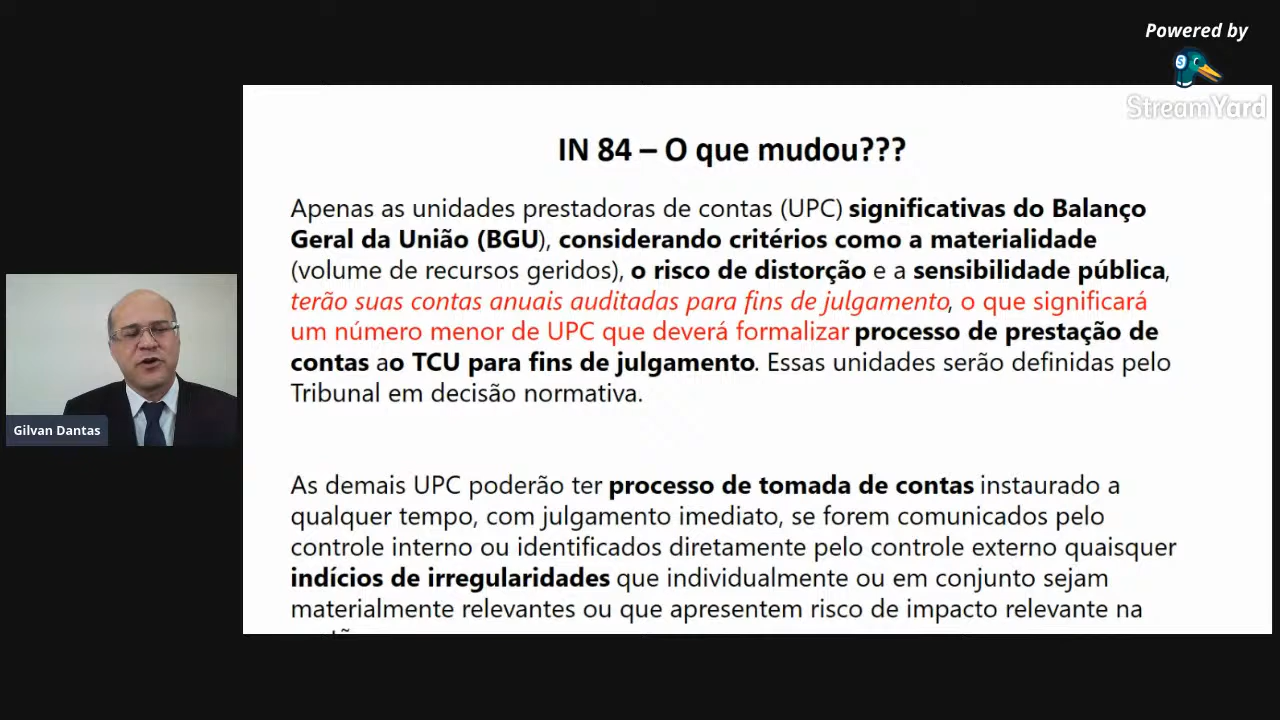 Powered by
StreamYard
IN 84 – O que mudou???
Apenas as unidades prestadoras de contas (UPC) significativas do Balanço
Geral da União (BGU), considerando critérios como a materialidade
(volume de recursos geridos), o risco de distorção e a sensibilidade pública,
terão suas contas anuais auditadas para fins de julgamento, o que significará
um número menor de UPC que deverá formalizar processo de prestação de
contas ao TCU para fins de julgamento. Essas unidades serão definidas pelo
Tribunal em decisão normativa.
As demais UPC poderão ter processo de tomada de contas instaurado a
qualquer tempo, com julgamento imediato, se forem comunicados pelo
controle interno ou identificados diretamente pelo controle externo quaisquer
indícios de irregularidades que individualmente ou em conjunto sejam
materialmente relevantes ou que apresentem risco de impacto relevante na
Gilvan Dantas